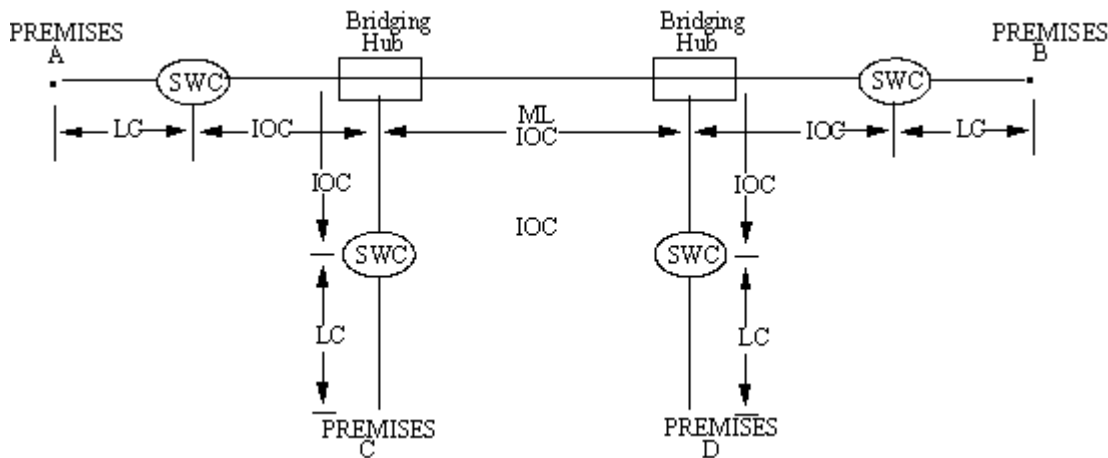 PREMISES
A
Bridging
Hub
Bridging
Hub
PREMISES
B
SWC
SWC
LC
IOC
ML
IOC
IOC
LC
IOC
IOC
IOC
SWC
SWC
LC
LC
PREMISES
C
PREMISES
D